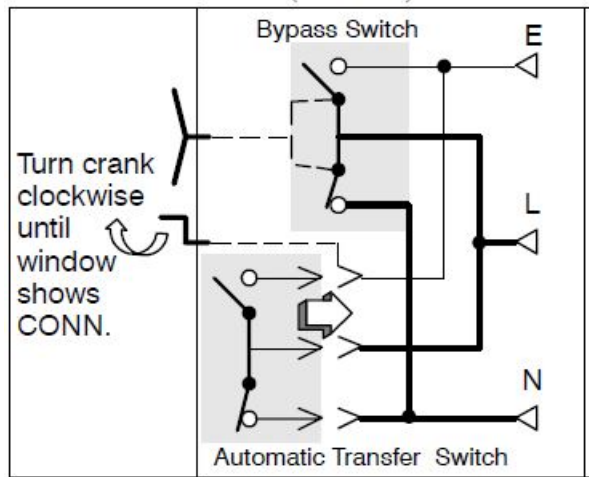 Bypass Switch
E
Turn crank
clockwise
until
window
shows
CONN.
L
N
Automatic Transfer Switch